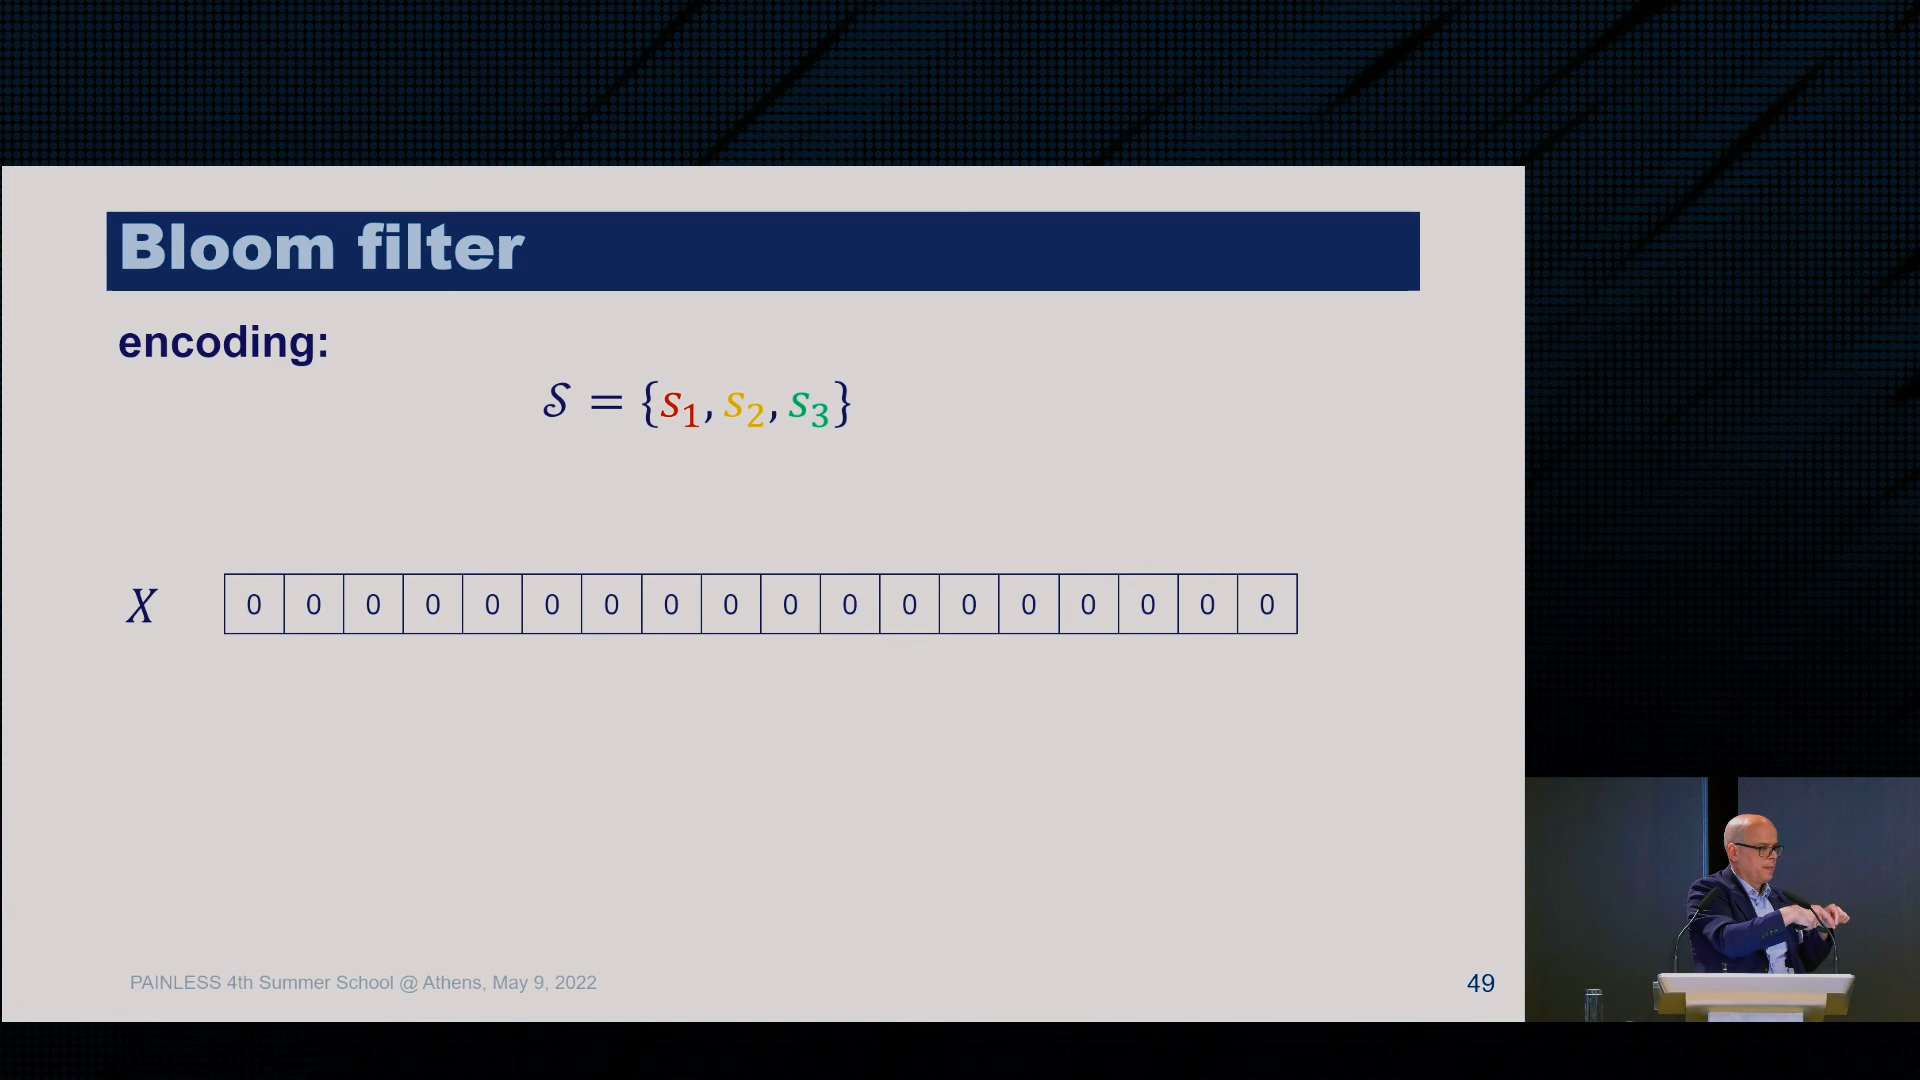 Bloom filter
encoding:
𝒮 = {s₁, s₂, s₃}
X 0 0 0 0 0 0 0 0 0 0 0 0 0 0 0 0 0 0
PAINLESS 4th Summer School @ Athens, May 9, 2022 49